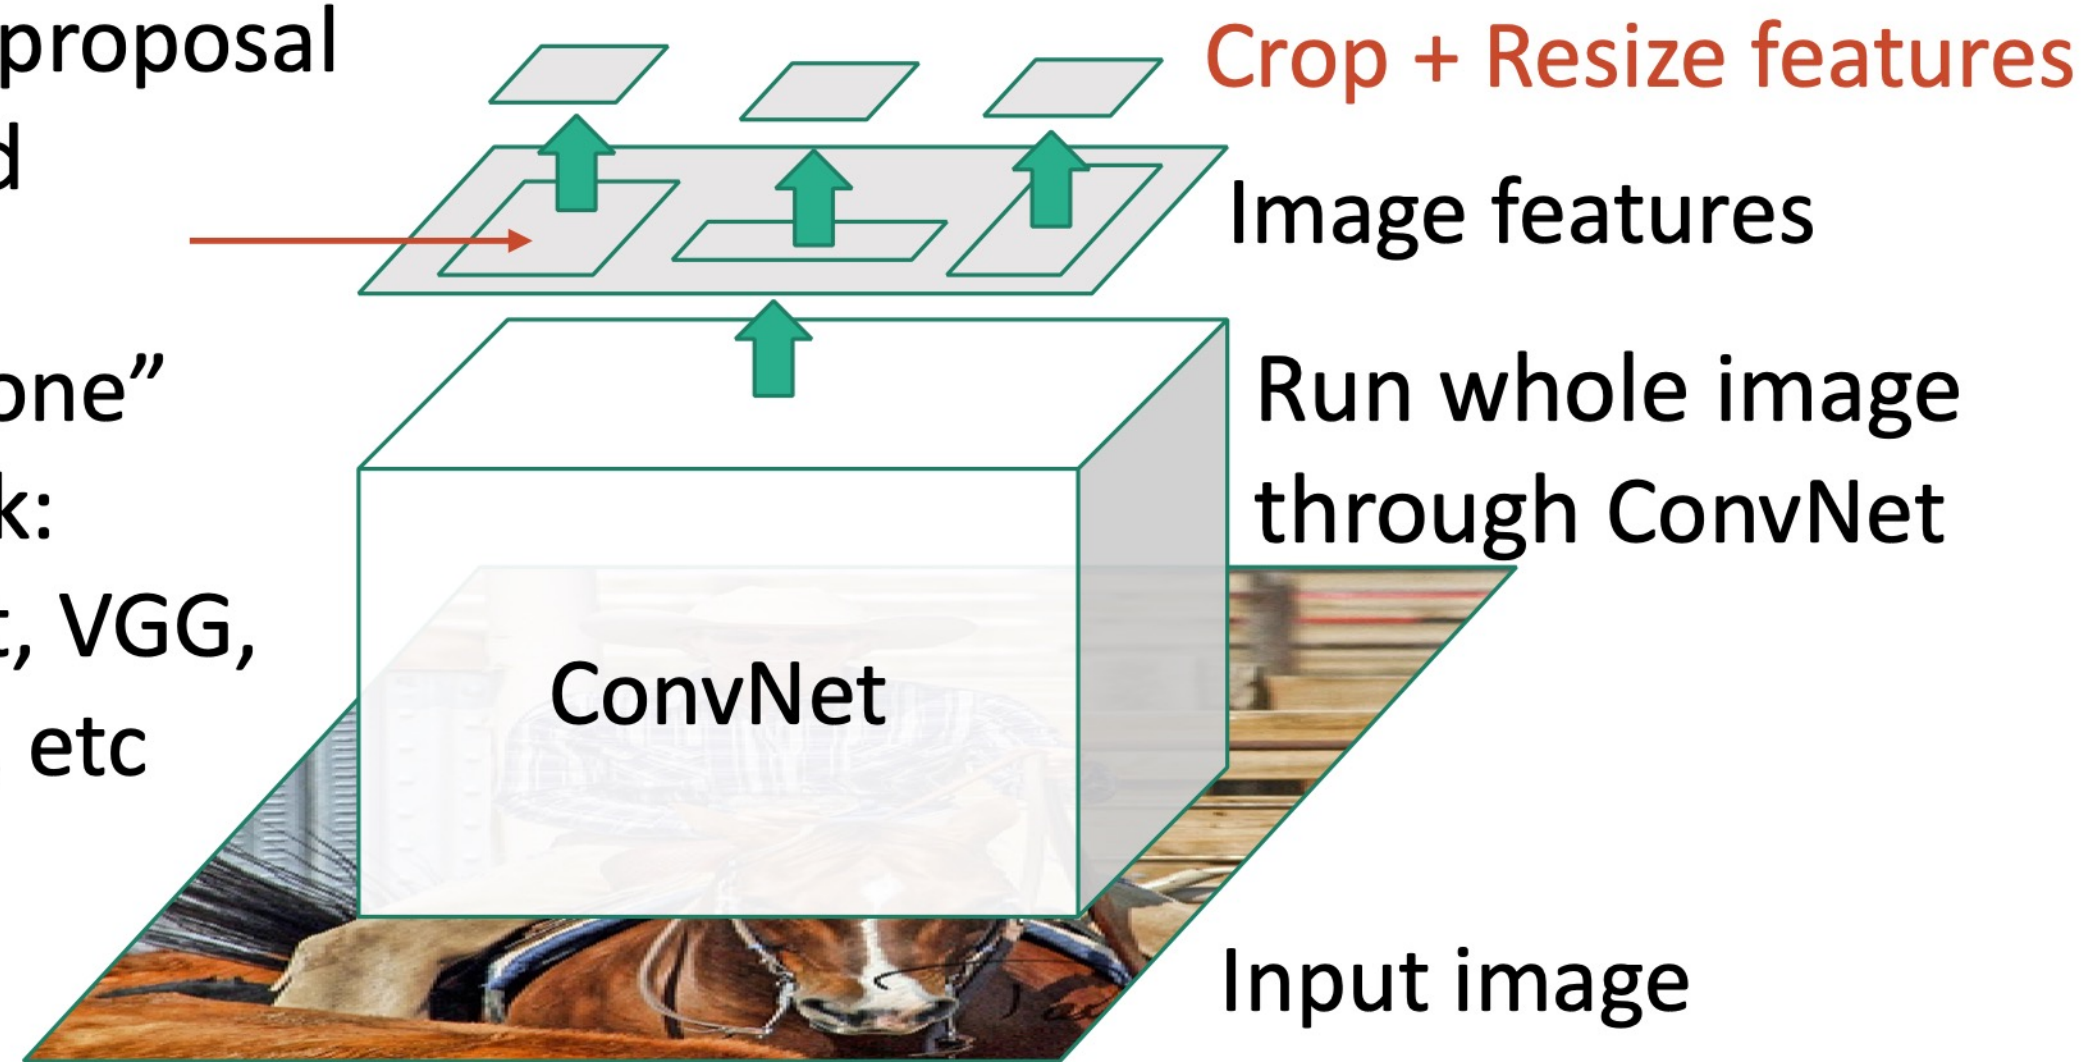 proposal
d
one”
k:
t, VGG,
etc
Crop + Resize features
Image features
Run whole image
through ConvNet
ConvNet
Input image